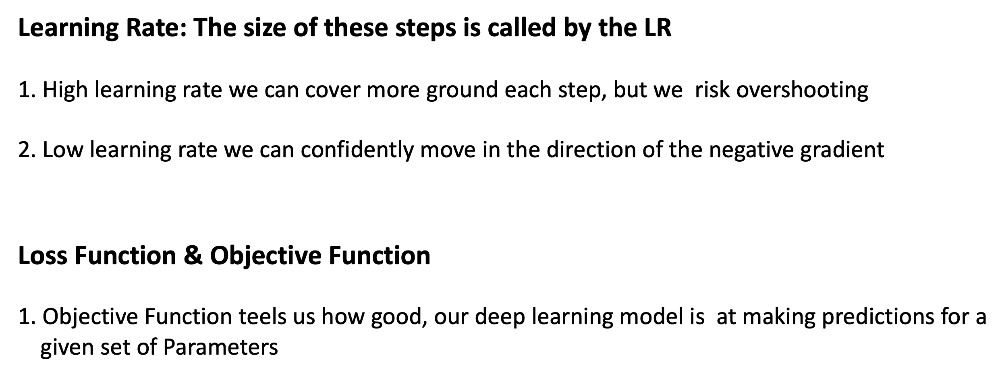 Learning Rate: The size of these steps is called by the LR
1. High learning rate we can cover more ground each step, but we  risk overshooting
2. Low learning rate we can confidently move in the direction of the negative gradient
Loss Function & Objective Function
1. Objective Function teels us how good, our deep learning model is  at making predictions for a
given set of Parameters